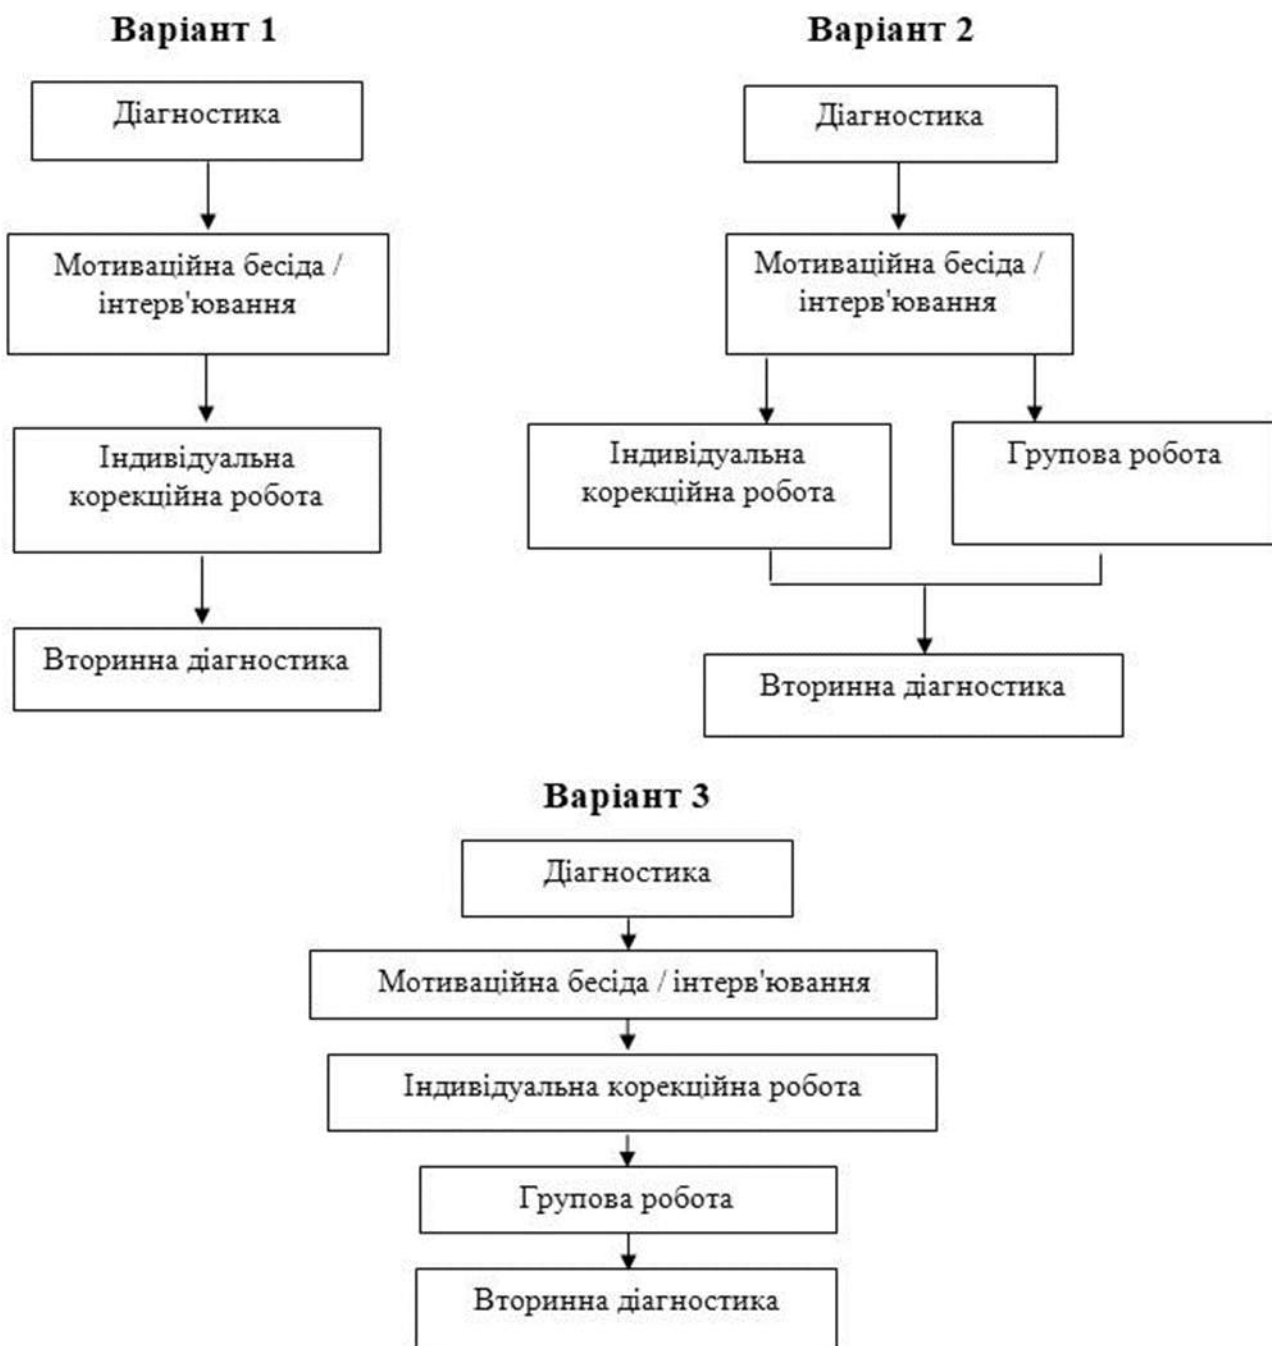 Варіант 1
Діагностика
Мотиваційна бесіда /
інтерв'ювання
Індивідуальна
корекційна робота
Вторинна діагностика
Варіант 2
Діагностика
Мотиваційна бесіда /
інтерв'ювання
Індивідуальна
корекційна робота
Групова робота
Вторинна діагностика
Варіант 3
Діагностика
Мотиваційна бесіда / інтерв'ювання
Індивідуальна корекційна робота
Групова робота
Вторинна діагностика